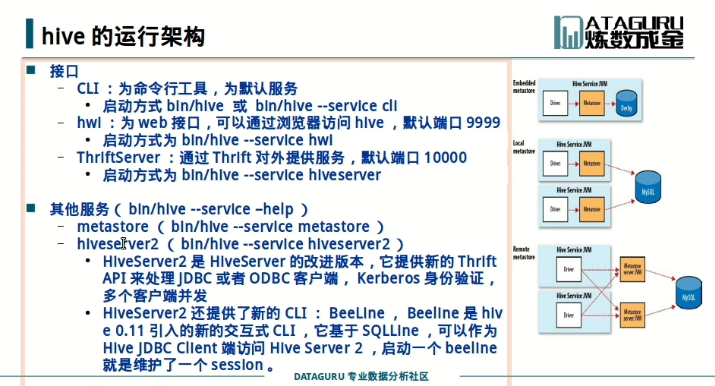 hive 的运行架构
ATAGURU
炼数成金
接口
– CLI ：为命令行工具，为默认服务
• 启动方式 bin/hive 或 bin/hive --service cli
– hwi ：为 web 接口，可以通过浏览器访问 hive ，默认端口 9999
• 启动方式为 bin/hive --service hwi
– ThriftServer ：通过 Thrift 对外提供服务，默认端口 10000
• 启动方式为 bin/hive --service hiveserver
其他服务（ bin/hive --service –help ）
– metastore （ bin/hive --service metastore ）
– hiveserver2 （ bin/hive --service hiveserver2 ）
• HiveServer2 是 HiveServer 的改进版本，它提供新的 Thrift
API 来处理 JDBC 或者 ODBC 客户端， Kerberos 身份验证，
多个客户端并发
• HiveServer2 还提供了新的 CLI ： BeeLine ， Beeline 是 hiv
e 0.11 引入的新的交互式 CLI ，它基于 SQLLine ，可以作为
Hive JDBC Client 端访问 Hive Server 2 ，启动一个 beeline
就是维护了一个 session 。
Embedded
metastore
Hive Service JVM
Driver
Metastore
Derby
Local
metastore
Hive Service JVM
Driver
Metastore
Hive Service JVM
Driver
Metastore
MySQL
Remote
metastore
Hive Service JVM
Driver
Hive Service JVM
Driver
Metastore
server JVM
Metastore
server JVM
MySQL
DATAGURU 专业数据分析社区